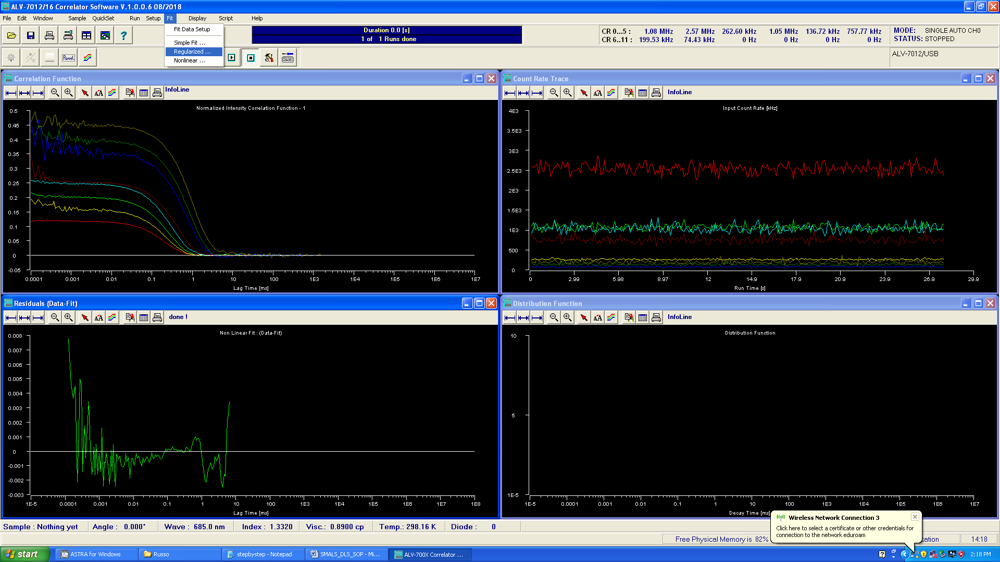 ALV-7012/16 Correlator Software V.1.0.0.6 08/2018
File Edit Window Sample QuickSet Run Setup Fit Display Script Help
Fit Data Setup
Simple Fit ...
Regularized ...
Nonlinear ...
Duration 0.0 [s]
1 of 1 Runs done
CR 0...5 : 1.08 MHz 2.57 MHz 262.60 kHz 1.05 MHz 136.72 kHz 757.77 kHz
CR 6..11 : 199.53 kHz 74.43 kHz 0 Hz 0 Hz 0 Hz 0 Hz
MODE: SINGLE AUTO CH0
STATUS: STOPPED
Panel
ALV-7012/USB
Correlation Function
InfoLine
Normalized Intensity Correlation Function - 1
0.5
0.45
0.4
0.35
0.3
0.25
0.2
0.15
0.1
0.05
0
-0.05
0.0001 0.001 0.01 0.1 1 10 100 1E3 1E4 1E5 1E6 1E7
Lag Time [ms]
Count Rate Trace
InfoLine
Input Count Rate [kHz]
4E3
3.5E3
3E3
2.5E3
2E3
1.5E3
1E3
500
0
0 2.99 5.98 8.97 12 14.9 17.9 20.9 23.9 26.9 29.9
Run Time [s]
Residuals (Data-Fit)
done !
Non Linear Fit : (Data-Fit)
0.008
0.007
0.006
0.005
0.004
0.003
0.002
0.001
0
-0.001
-0.002
-0.003
1E-5 0.0001 0.001 0.01 0.1 1 10 100 1E3 1E4 1E5 1E6 1E7 1E8
Lag Time [ms]
Distribution Function
InfoLine
Distribution Function
10
5
1E-5
1E-5 0.0001 0.001 0.01 0.1 1 10 100 1E3 1E4 1E5 1E6 1E7
Decay Time [ms]
Wireless Network Connection 3
Click here to select a certificate or other credentials for
connection to the network eduroam
Sample : Nothing yet Angle : 0.000° Wave : 685.0 nm Index : 1.3320 Visc.: 0.8900 cp Temp.: 298.16 K Diode : 0
Free Physical Memory is 82% cation 14:18
start ASTRA for Windows Russo stepbystep - Notepad SMALS_DLS_SOP - Mi... ALV-700X Correlator ... 2:18 PM